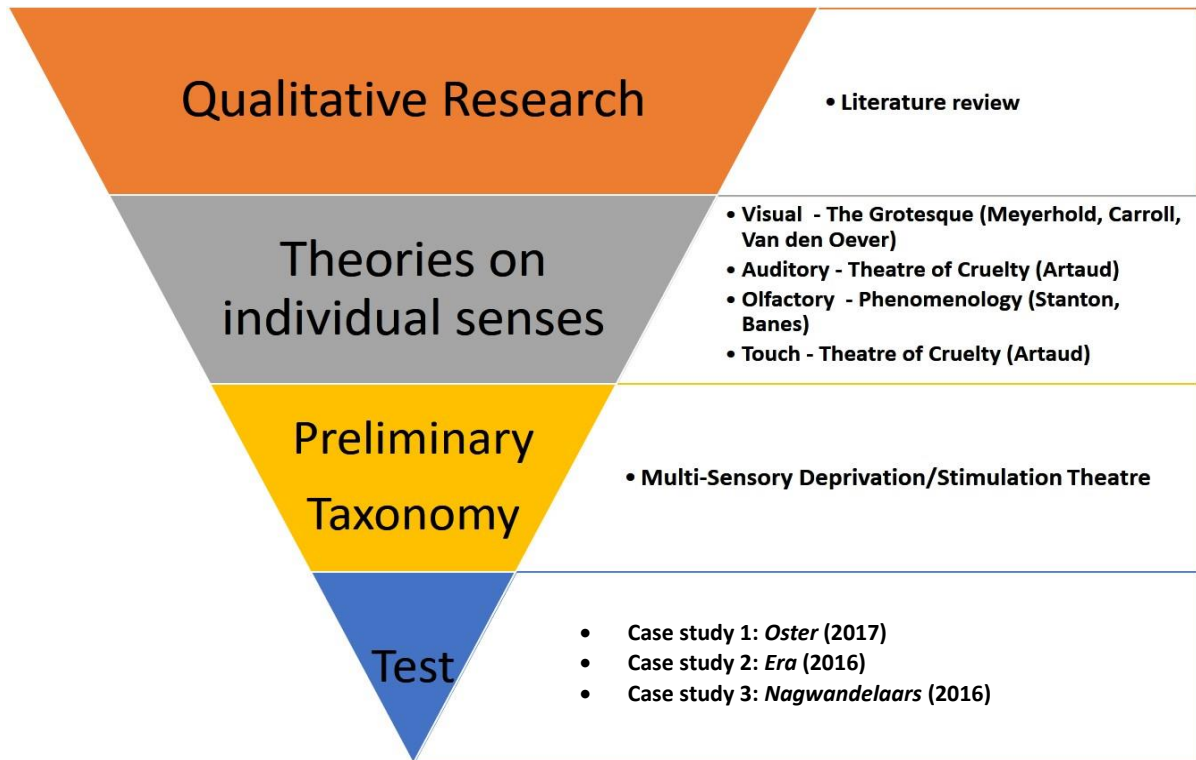 Qualitative Research
• Literature review
Theories on
individual senses
• Visual - The Grotesque (Meyerhold, Carroll,
Van den Oever)
• Auditory - Theatre of Cruelty (Artaud)
• Olfactory - Phenomenology (Stanton,
Banes)
• Touch - Theatre of Cruelty (Artaud)
Preliminary
Taxonomy
• Multi-Sensory Deprivation/Stimulation Theatre
Test
• Case study 1: Oster (2017)
• Case study 2: Era (2016)
• Case study 3: Nagwandelaars (2016)